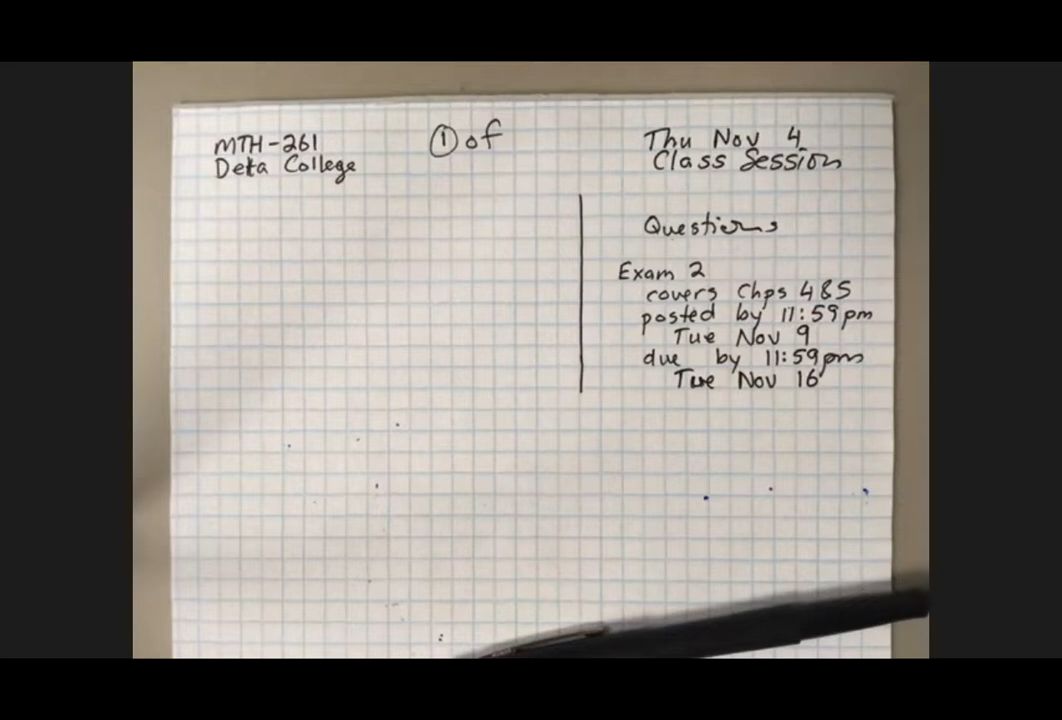 MTH-261
Delta College
① of
Thu Nov 4
Class Session
Questions
Exam 2
covers Chps 4&5
posted by 11:59pm
Tue Nov 9
due by 11:59pm
Tue Nov 16